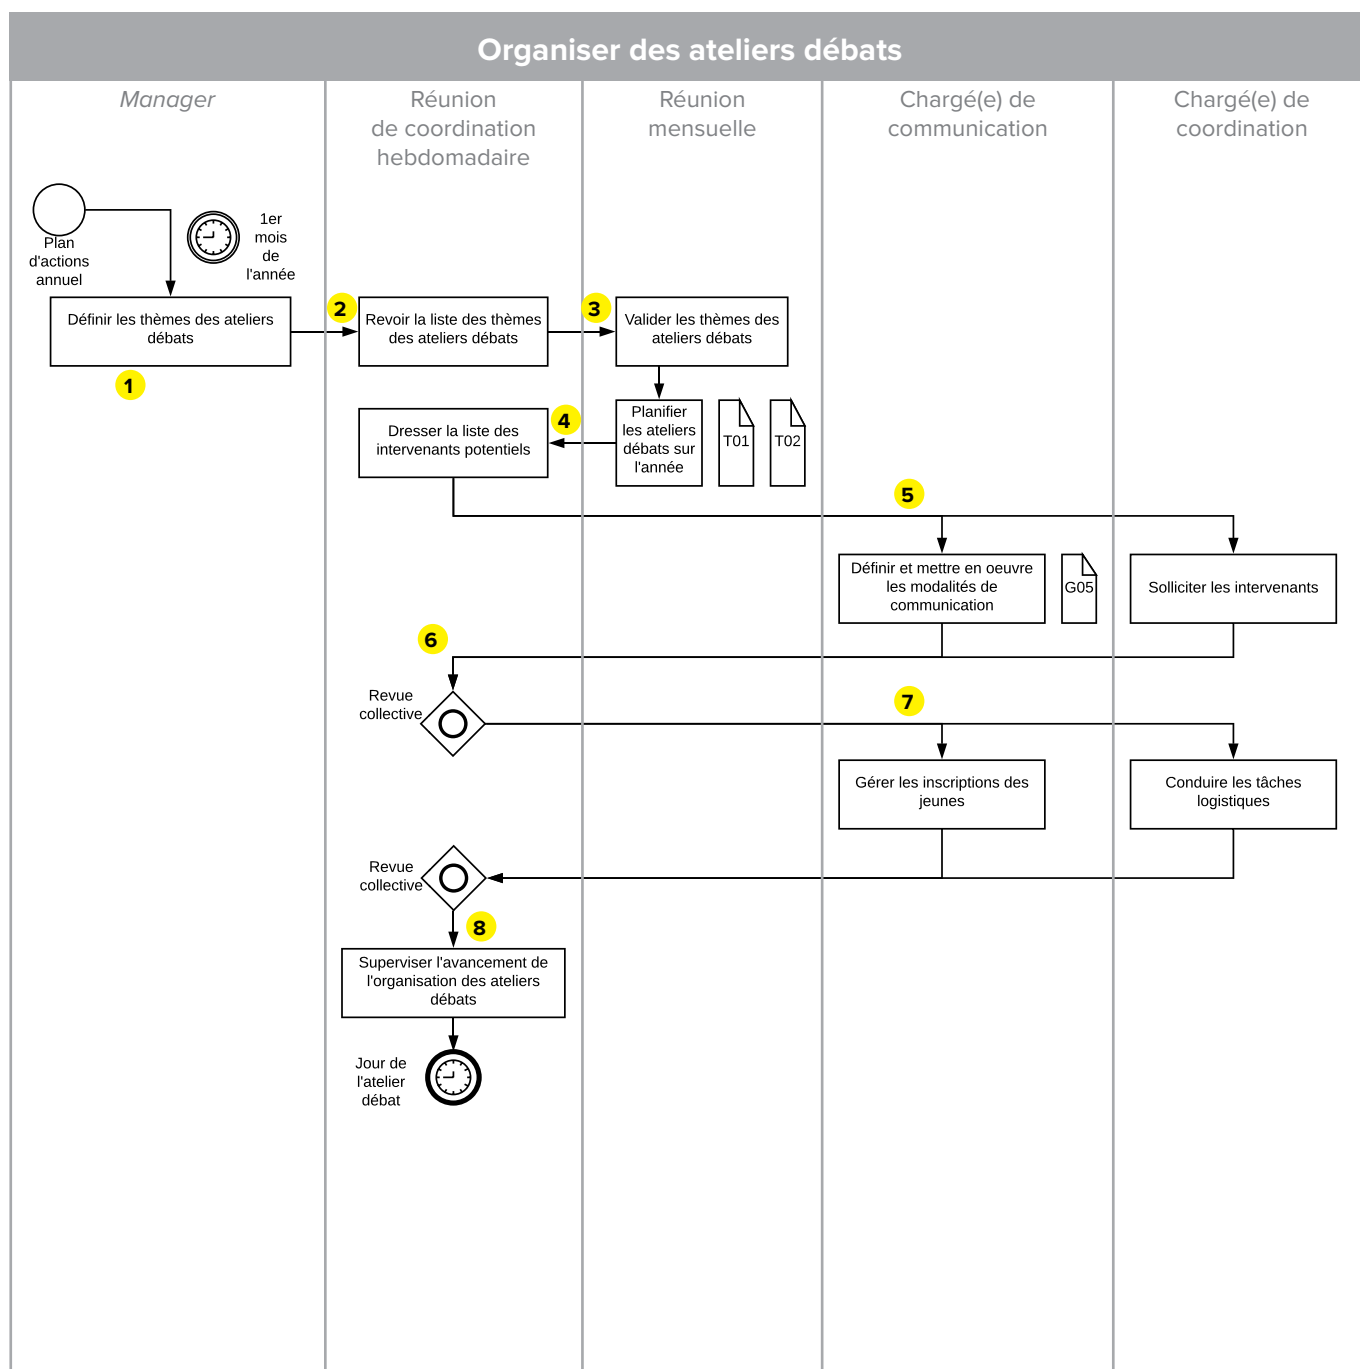 Organiser des ateliers débats
Manager
Réunion
de coordination
hebdomadaire
Réunion
mensuelle
Chargé(e) de
communication
Chargé(e) de
coordination
Plan
d'actions
annuel
1er
mois
de
l'année
Définir les thèmes des ateliers
débats
1
2
Revoir la liste des thèmes
des ateliers débats
3
Valider les thèmes des
ateliers débats
Planifier
les ateliers
débats sur
l'année
T01
T02
4
Dresser la liste des
intervenants potentiels
5
Définir et mettre en oeuvre
les modalités de
communication
G05
Solliciter les intervenants
6
Revue
collective
7
Gérer les inscriptions des
jeunes
Conduire les tâches
logistiques
Revue
collective
8
Superviser l'avancement de
l'organisation des ateliers
débats
Jour de
l'atelier
débat